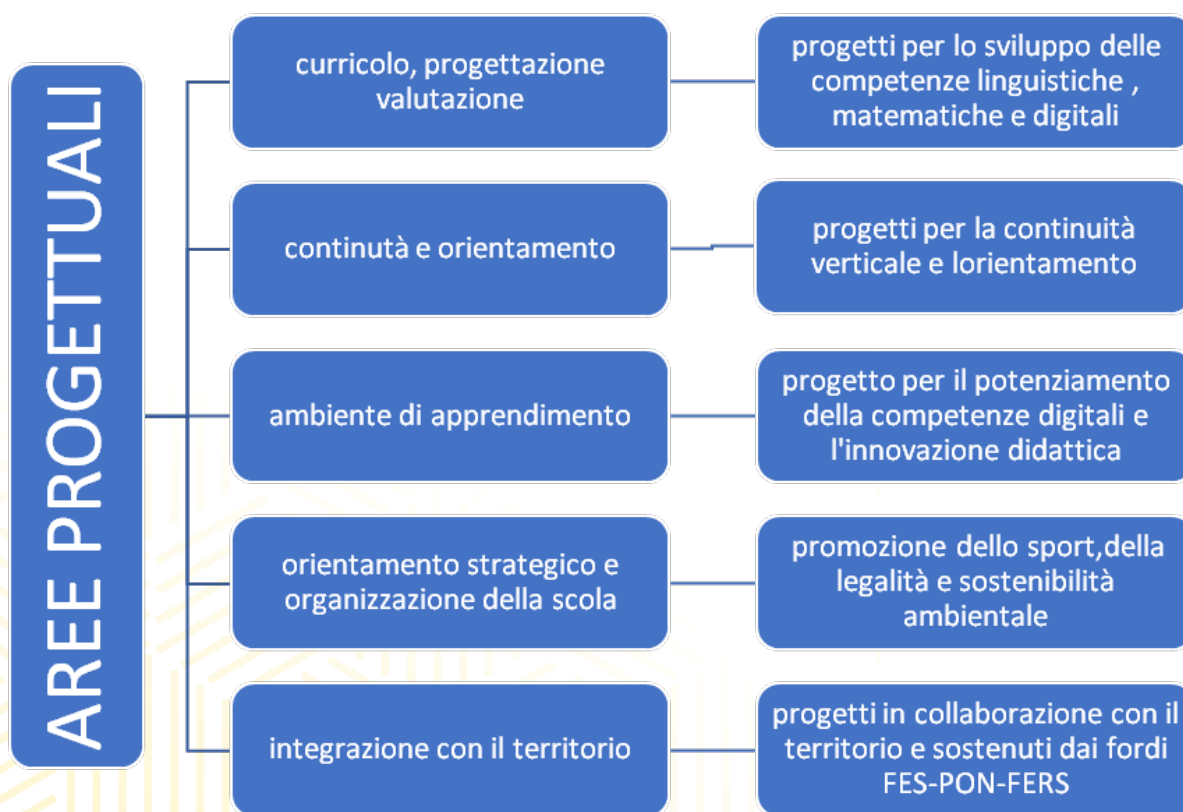 AREE PROGETTUALI
curricolo, progettazione
valutazione
progetti per lo sviluppo delle
competenze linguistiche ,
matematiche e digitali
continutà e orientamento
progetti per la continuità
verticale e lorientamento
ambiente di apprendimento
progetto per il potenziamento
della competenze digitali e
l'innovazione didattica
orientamento strategico e
organizzazione della scola
promozione dello sport,della
legalità e sostenibilità
ambientale
integrazione con il territorio
progetti in collaborazione con il
territorio e sostenuti dai fordi
FES-PON-FERS